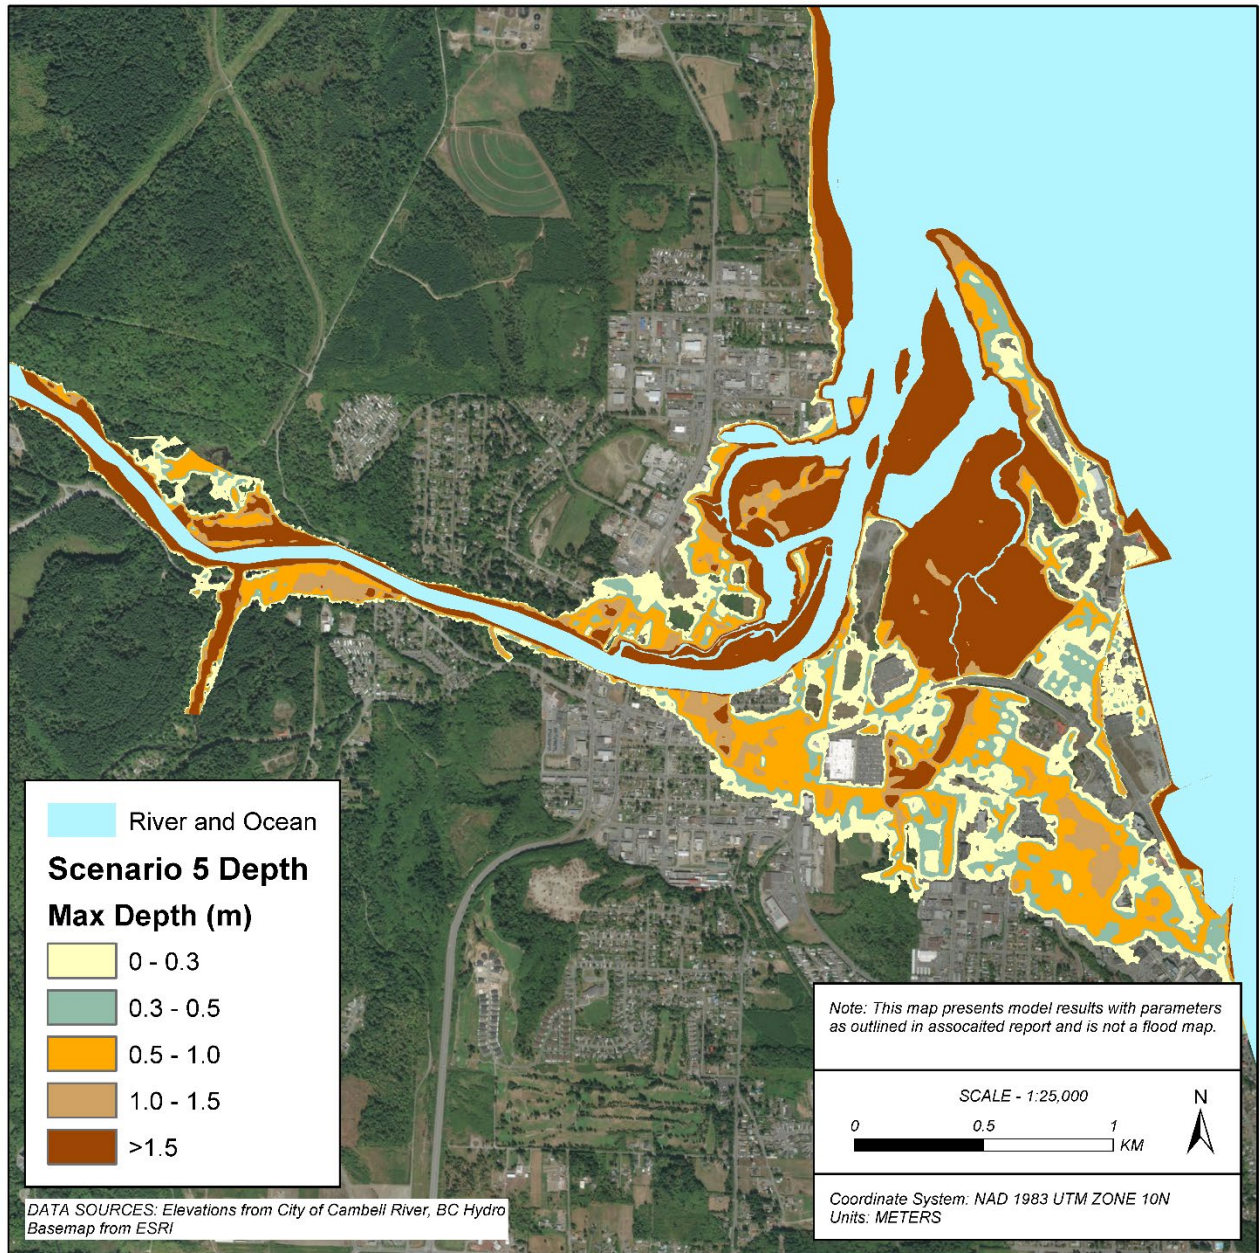 River and Ocean
Scenario 5 Depth
Max Depth (m)
0 - 0.3
0.3 - 0.5
0.5 - 1.0
1.0 - 1.5
>1.5
DATA SOURCES: Elevations from City of Cambell River, BC Hydro
Basemap from ESRI
Note: This map presents model results with parameters
as outlined in assocaited report and is not a flood map.
SCALE - 1:25,000
N
0 0.5 1
KM
Coordinate System: NAD 1983 UTM ZONE 10N
Units: METERS